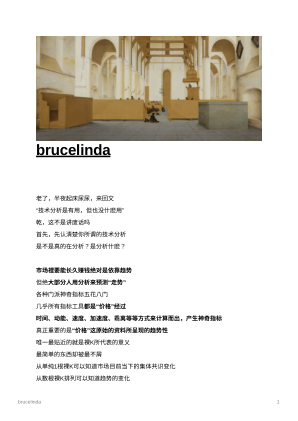 brucelinda
老了，半夜起床尿尿，来回文
"技术分析是有用，但也没什麽用"
乾，这不是讲废话吗
首先，先认清楚你所谓的技术分析
是不是真的在分析？是分析什麽？
市场裡要能长久赚钱绝对是依靠趋势
但绝大部分人用分析来预测"走势"
各种门派神奇指标五花八门
几乎所有指标工具都是"价格"经过
时间、动能、速度、加速度、乖离等等方式来计算而出，产生神奇指标
真正重要的是"价格"这原始的资料所呈现的趋势性
唯一最贴近的就是裸K所代表的意义
最简单的东西却被最不屑
从单纯1根裸K可以知道市场目前当下的集体共识变化
从数根裸K排列可以知道趋势的变化
brucelinda
1